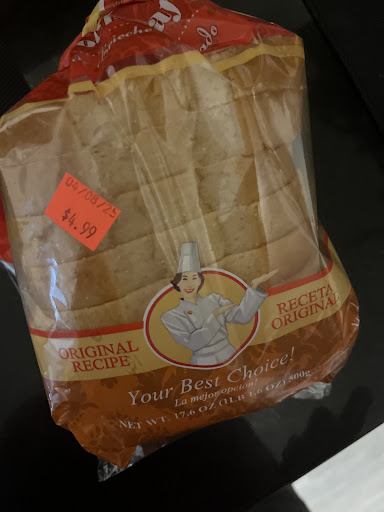 04/08/25
$4.99
ORIGINAL
RECIPE
RECETA
ORIGINAL
Your Best Choice!
La mejor opción!
NET WT. 17.6 OZ (1LB 1.6 OZ) 500g